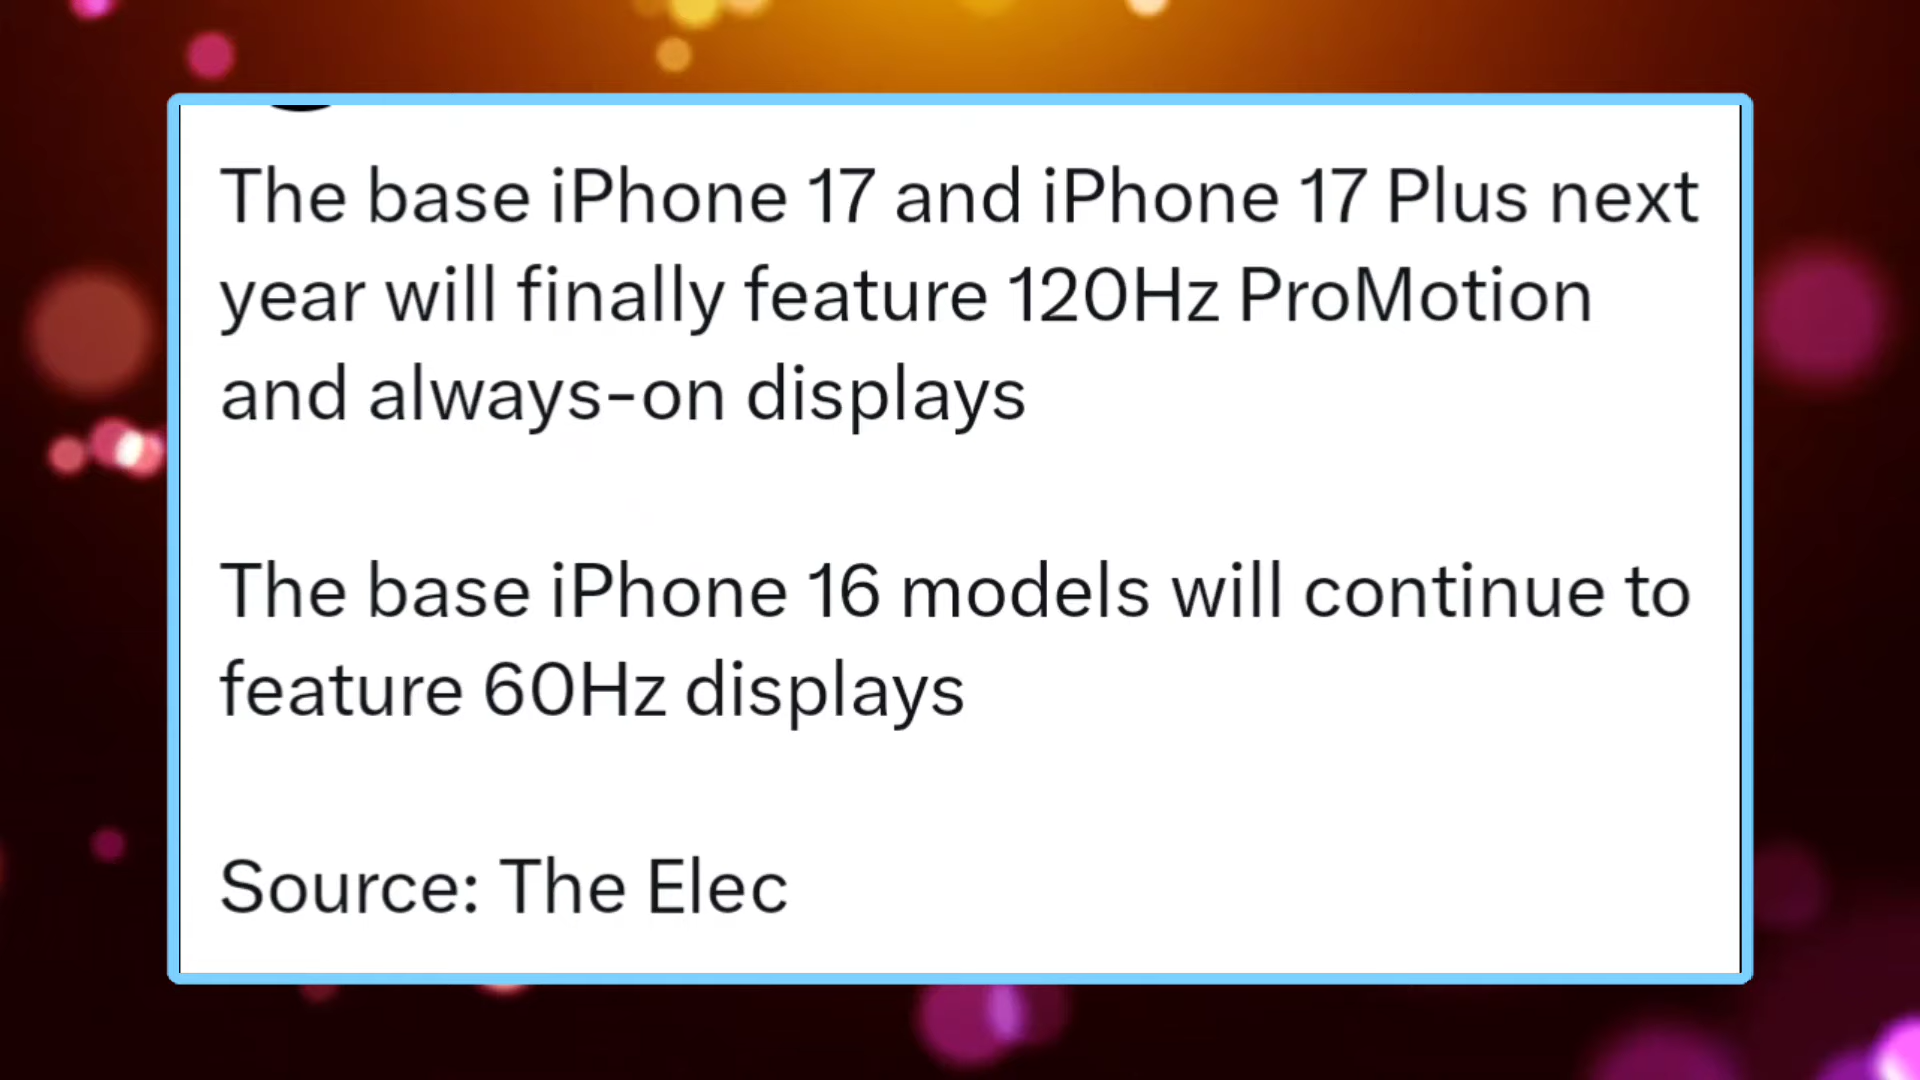 The base iPhone 17 and iPhone 17 Plus next
year will finally feature 120Hz ProMotion
and always-on displays
The base iPhone 16 models will continue to
feature 60Hz displays
Source: The Elec